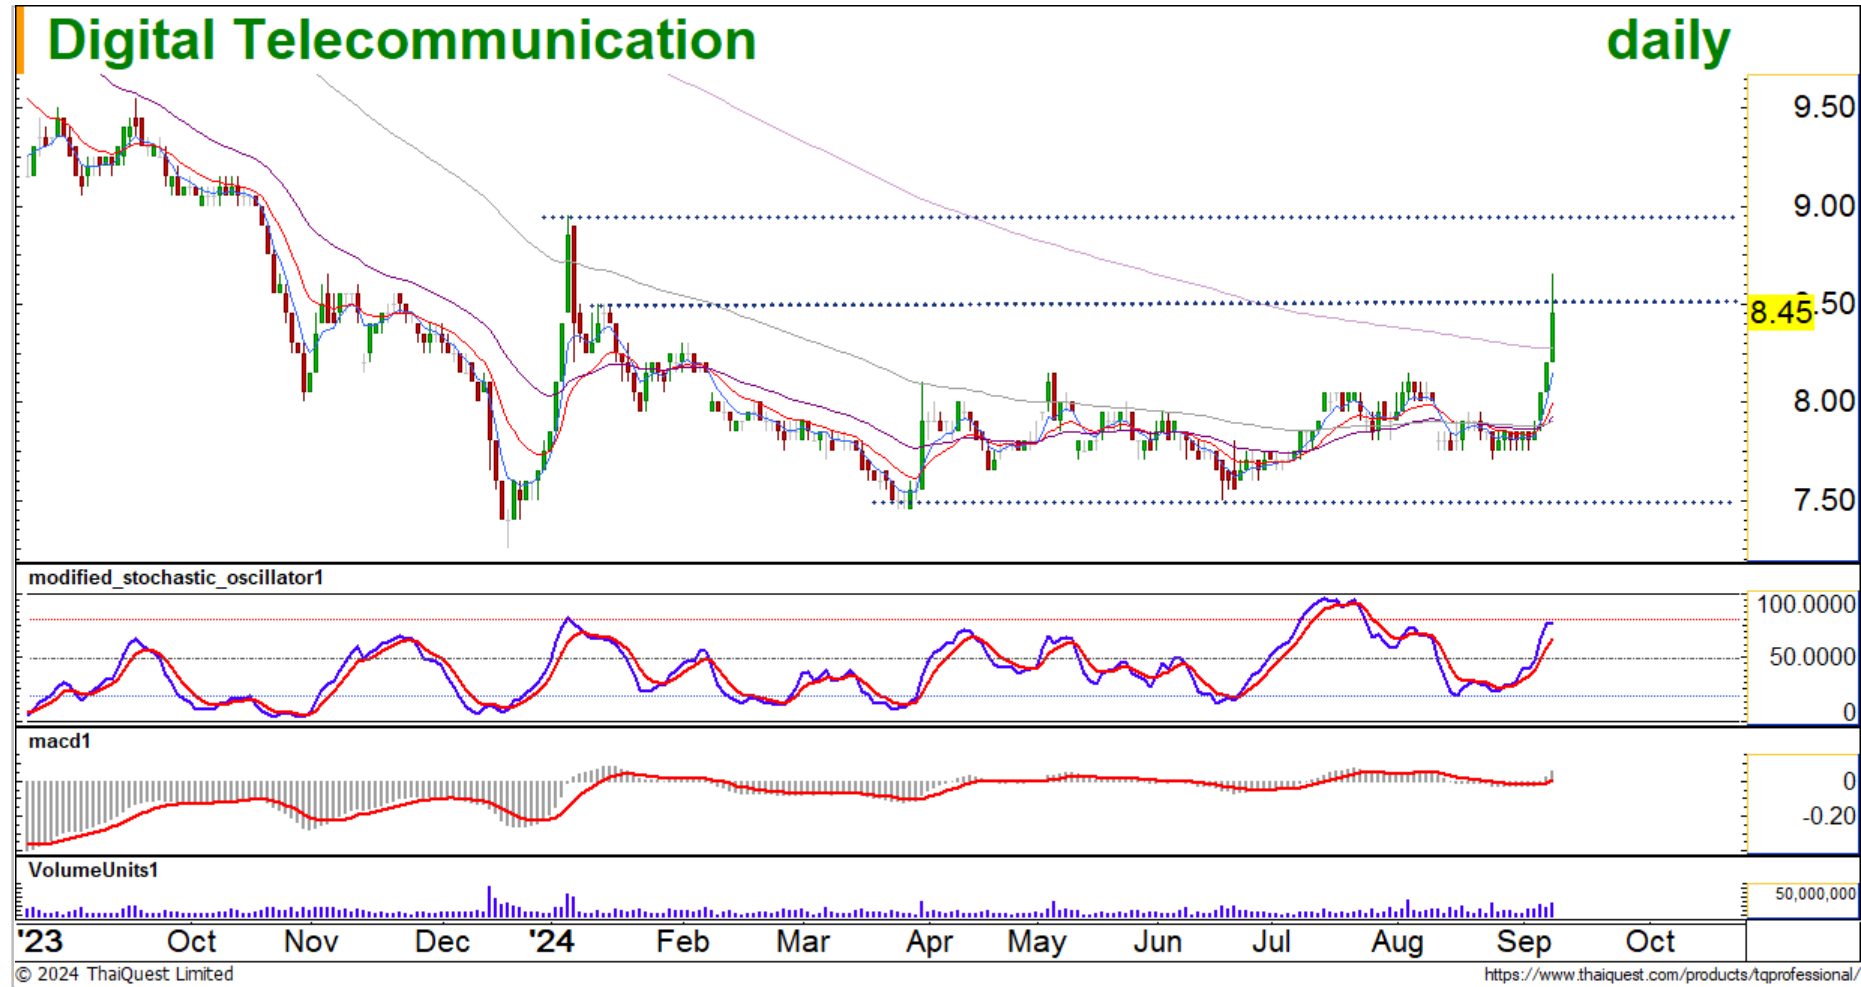 Digital Telecommunication daily
9.50
9.00
8.50
8.45
8.00
7.50
modified_stochastic_oscillator1
100.0000
50.0000
0
macd1
0
-0.20
VolumeUnits1
50,000,000
'23 Oct Nov Dec '24 Feb Mar Apr May Jun Jul Aug Sep Oct
© 2024 ThaiQuest Limited https://www.thaiquest.com/products/tqprofessional/